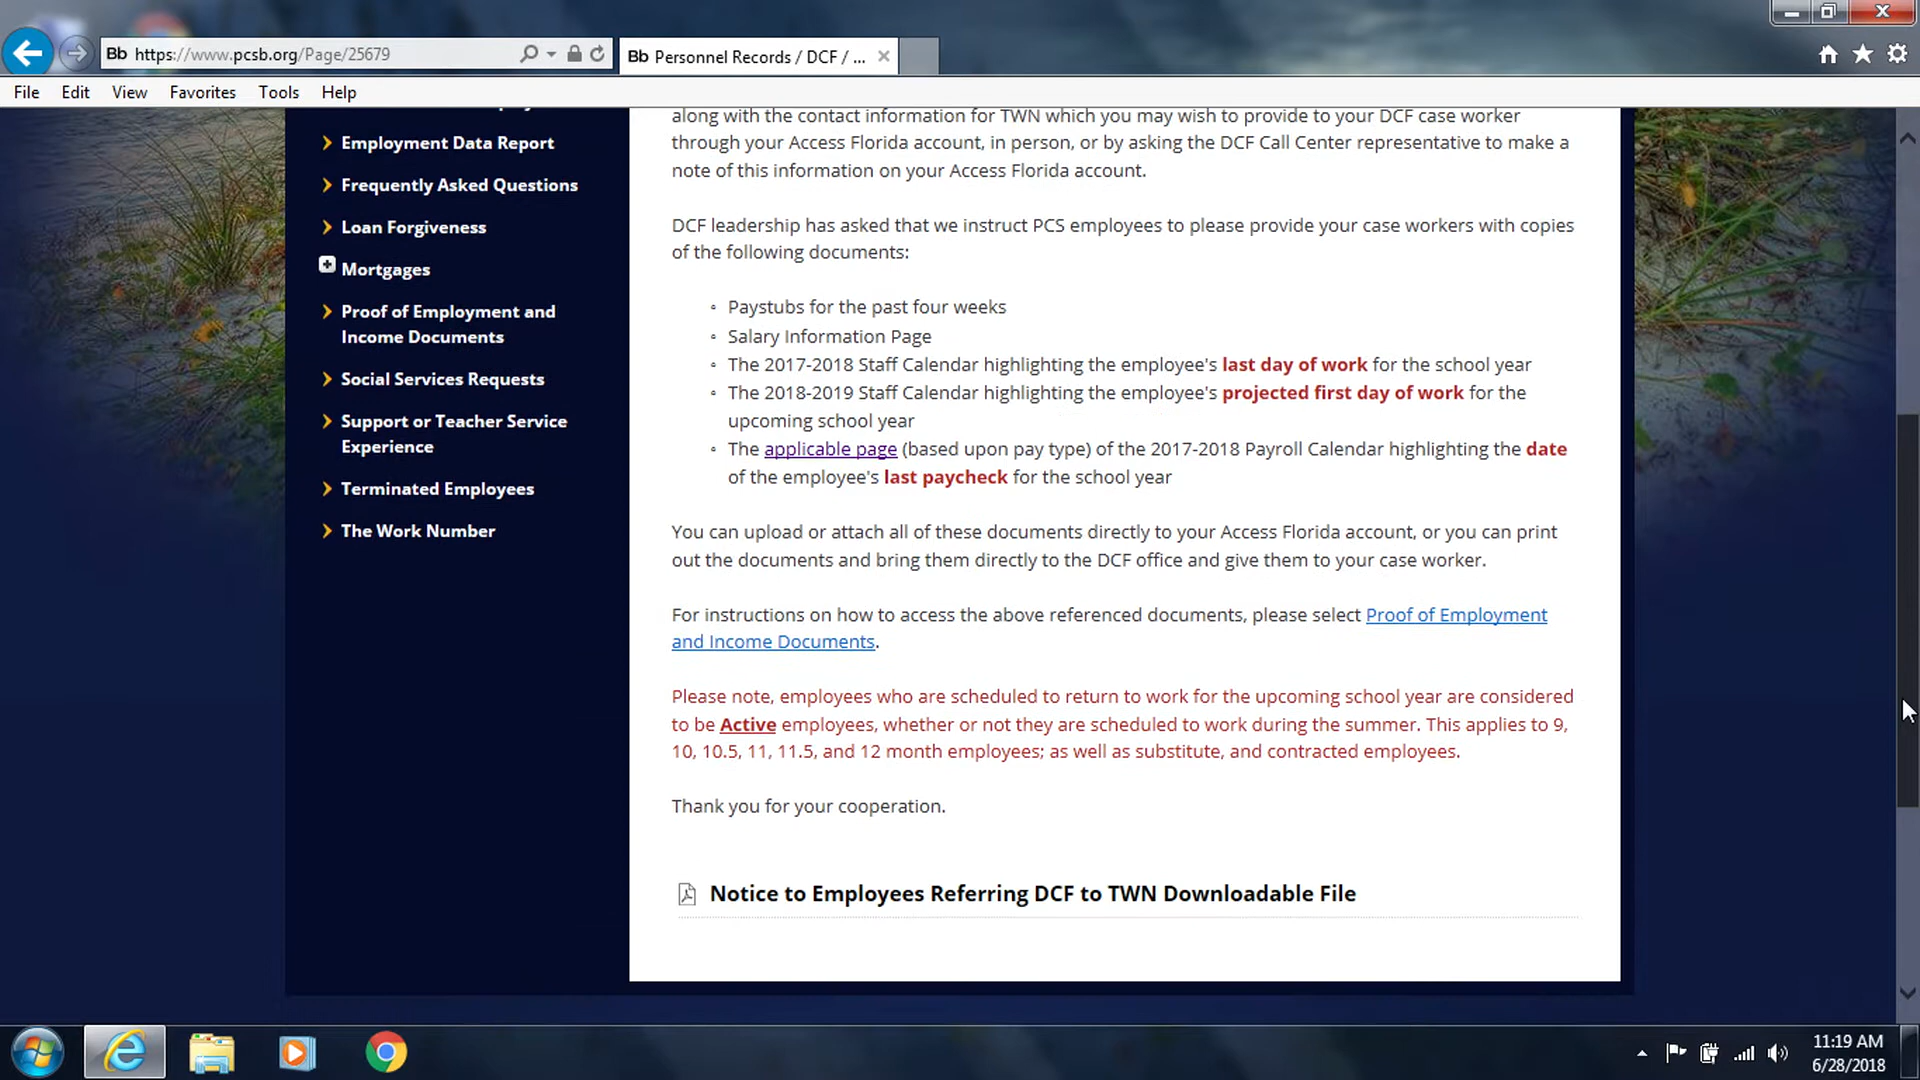 Bb https://www.pcsb.org/Page/25679
Bb Personnel Records / DCF / ...
File Edit View Favorites Tools Help
Employment Data Report
Frequently Asked Questions
Loan Forgiveness
Mortgages
Proof of Employment and
Income Documents
Social Services Requests
Support or Teacher Service
Experience
Terminated Employees
The Work Number
along with the contact information for TWN which you may wish to provide to your DCF case worker
through your Access Florida account, in person, or by asking the DCF Call Center representative to make a
note of this information on your Access Florida account.
DCF leadership has asked that we instruct PCS employees to please provide your case workers with copies
of the following documents:
◦ Paystubs for the past four weeks
◦ Salary Information Page
◦ The 2017-2018 Staff Calendar highlighting the employee's last day of work for the school year
◦ The 2018-2019 Staff Calendar highlighting the employee's projected first day of work for the
upcoming school year
◦ The applicable page (based upon pay type) of the 2017-2018 Payroll Calendar highlighting the date
of the employee's last paycheck for the school year
You can upload or attach all of these documents directly to your Access Florida account, or you can print
out the documents and bring them directly to the DCF office and give them to your case worker.
For instructions on how to access the above referenced documents, please select Proof of Employment
and Income Documents.
Please note, employees who are scheduled to return to work for the upcoming school year are considered
to be Active employees, whether or not they are scheduled to work during the summer. This applies to 9,
10, 10.5, 11, 11.5, and 12 month employees; as well as substitute, and contracted employees.
Thank you for your cooperation.
Notice to Employees Referring DCF to TWN Downloadable File
11:19 AM
6/28/2018